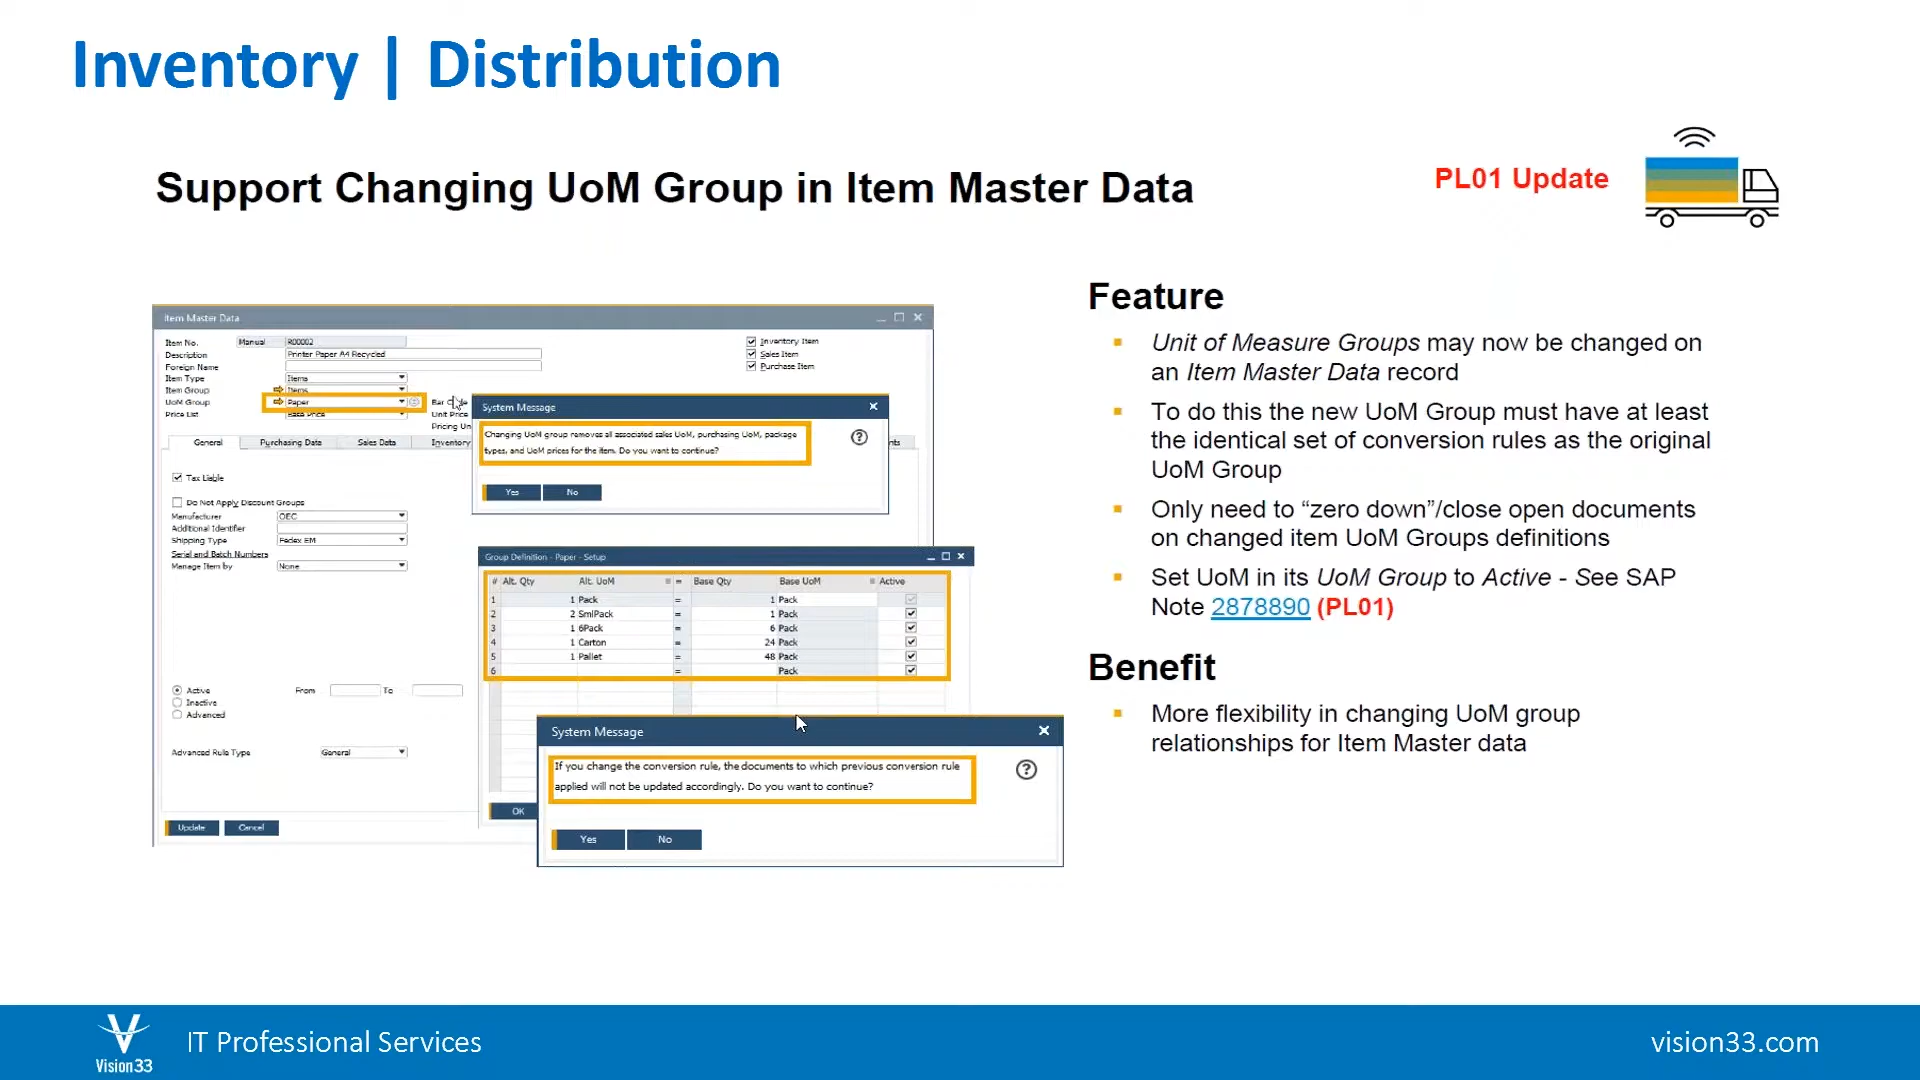 Inventory | Distribution
Support Changing UoM Group in Item Master Data
PL01 Update
Item Master Data
Item No. Manual R00002
Description Printer Paper A4 Recycled
Foreign Name
Item Type Items
Item Group Items
UoM Group Paper
Price List Base Price
Inventory Item
Sales Item
Purchase Item
Unit Price
General Purchasing Data Sales Data Inventory
Tax Liable
Do Not Apply Discount Groups
Manufacturer OEC
Additional Identifier
Shipping Type Fedex EM
Serial and Batch Numbers
Manage Item by None
Active From To
Inactive
Advanced
Advanced Rule Type General
Update Cancel
System Message
Changing UoM group removes all associated sales UoM, purchasing UoM, package
types, and UoM prices for the item. Do you want to continue?
Yes No
Group Definition - Paper - Setup
# Alt. Qty Alt. UoM = Base Qty Base UoM Active
1 1 Pack = 1 Pack
2 2 SmlPack = 1 Pack
3 1 6Pack = 6 Pack
4 1 Carton = 24 Pack
5 1 Pallet = 48 Pack
6 = Pack
OK
System Message
If you change the conversion rule, the documents to which previous conversion rule
applied will not be updated accordingly. Do you want to continue?
Yes No
Feature
Unit of Measure Groups may now be changed on
an Item Master Data record
To do this the new UoM Group must have at least
the identical set of conversion rules as the original
UoM Group
Only need to “zero down”/close open documents
on changed item UoM Groups definitions
Set UoM in its UoM Group to Active - See SAP
Note 2878890 (PL01)
Benefit
More flexibility in changing UoM group
relationships for Item Master data
Vision33
IT Professional Services
vision33.com